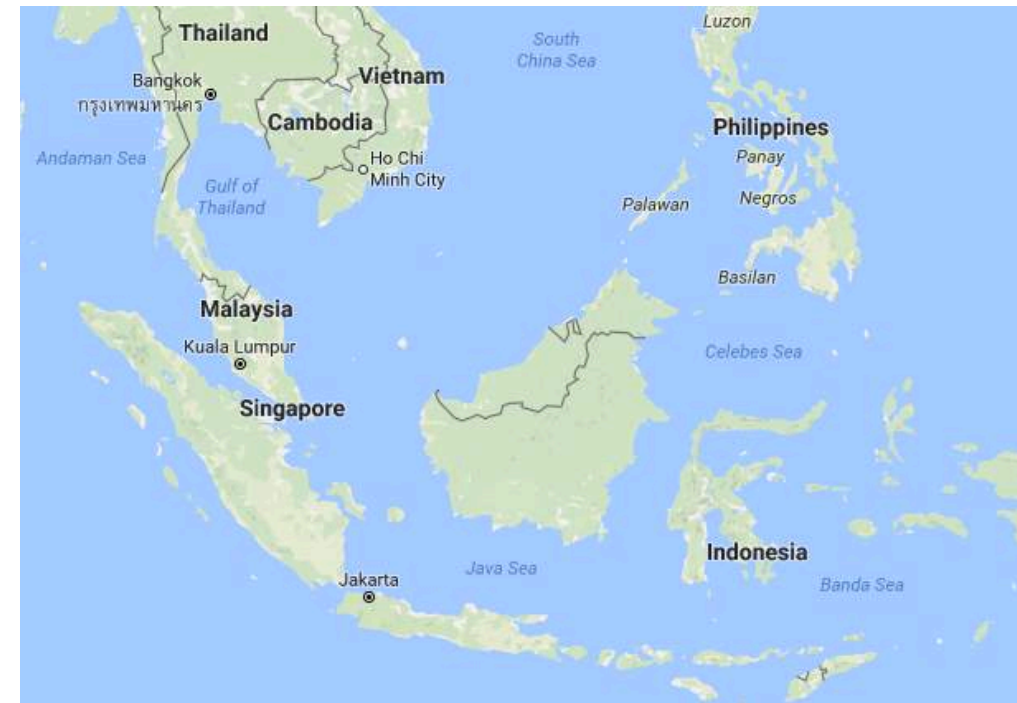 Luzon
Thailand
South
China Sea
Vietnam
Bangkok
กรุงเทพมหานคร
Cambodia
Philippines
Andaman Sea
Ho Chi
Minh City
Panay
Gulf of
Thailand
Palawan
Negros
Basilan
Malaysia
Kuala Lumpur
Celebes Sea
Singapore
Indonesia
Java Sea
Jakarta
Banda Sea